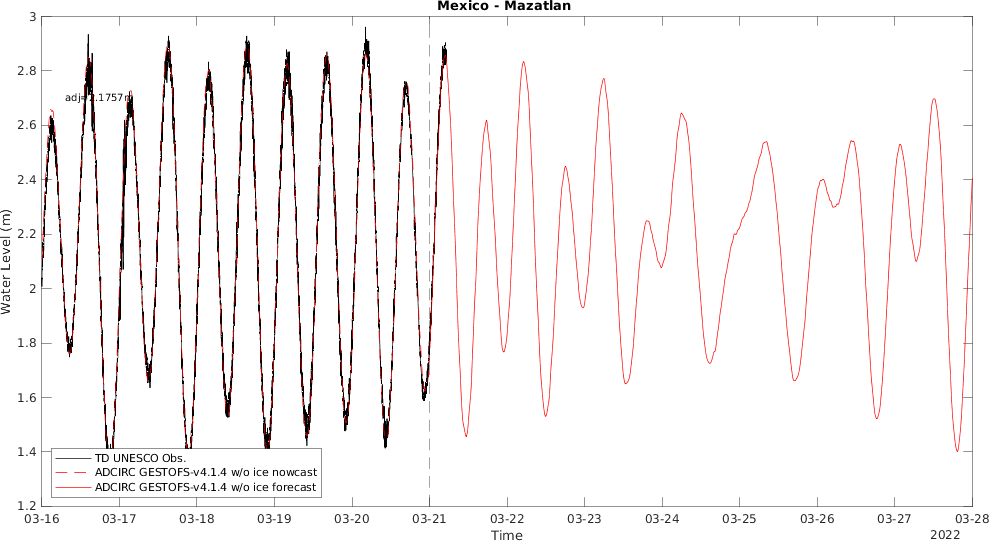 Mexico - Mazatlan
3
2.8
2.6
2.4
2.2
2
1.8
1.6
1.4
1.2
Water Level (m)
adj=2.1757m
TD UNESCO Obs.
ADCIRC GESTOFS-v4.1.4 w/o ice nowcast
ADCIRC GESTOFS-v4.1.4 w/o ice forecast
03-16 03-17 03-18 03-19 03-20 03-21 03-22 03-23 03-24 03-25 03-26 03-27 03-28
Time
2022